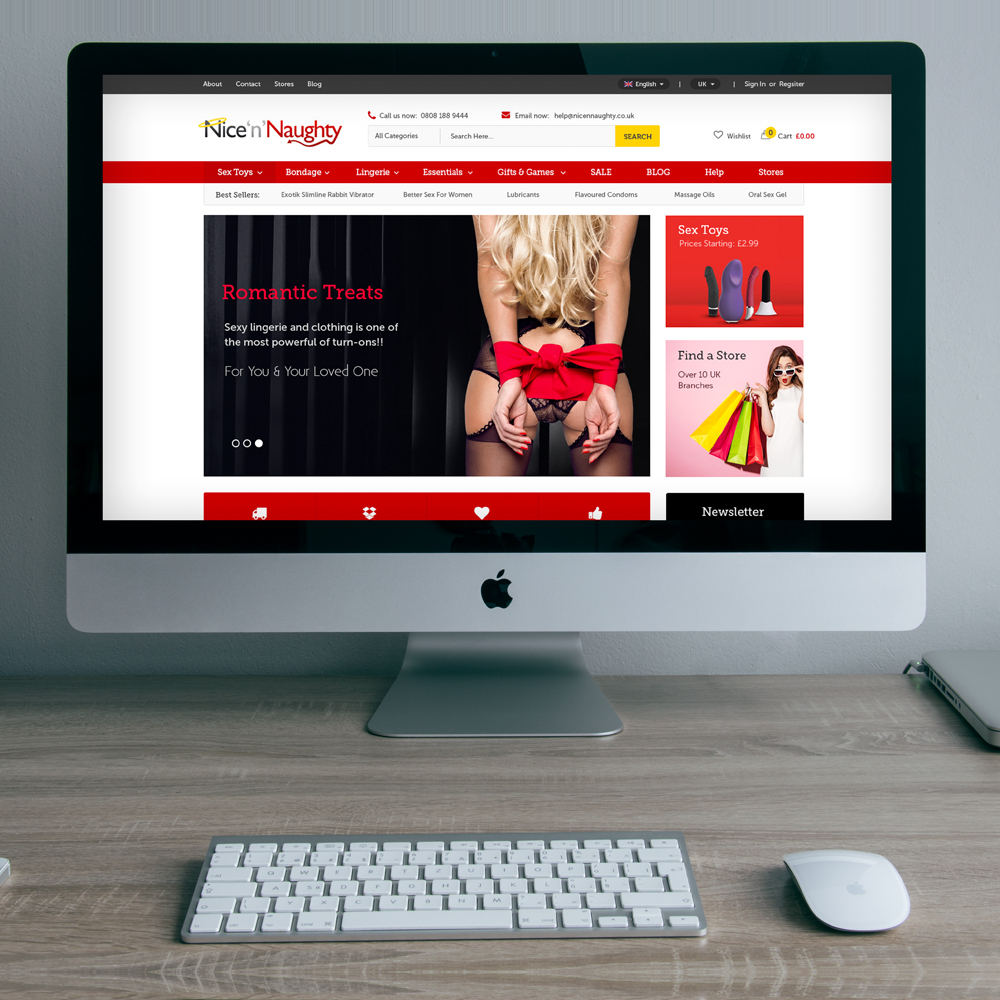 About Contact Stores Blog English | UK | Sign In or Regsiter
Nice 'n' Naughty
Call us now: 0808 188 9444 Email now: help@nicennaughty.co.uk
All Categories Search Here... SEARCH Wishlist 0 Cart £0.00
Sex Toys Bondage Lingerie Essentials Gifts & Games SALE BLOG Help Stores
Best Sellers: Exotik Slimline Rabbit Vibrator Better Sex For Women Lubricants Flavoured Condoms Massage Oils Oral Sex Gel
Romantic Treats
Sexy lingerie and clothing is one of
the most powerful of turn-ons!!
For You & Your Loved One
Sex Toys
Prices Starting: £2.99
Find a Store
Over 10 UK
Branches
Newsletter